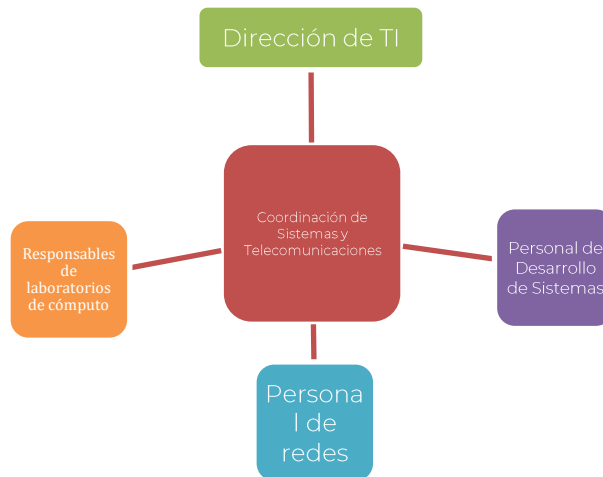 Dirección de TI
Coordinación de
Sistemas y
Telecomunicaciones
Responsables
de
laboratorios
de cómputo
Personal de
Desarrollo
de Sistemas
Persona
l de
redes